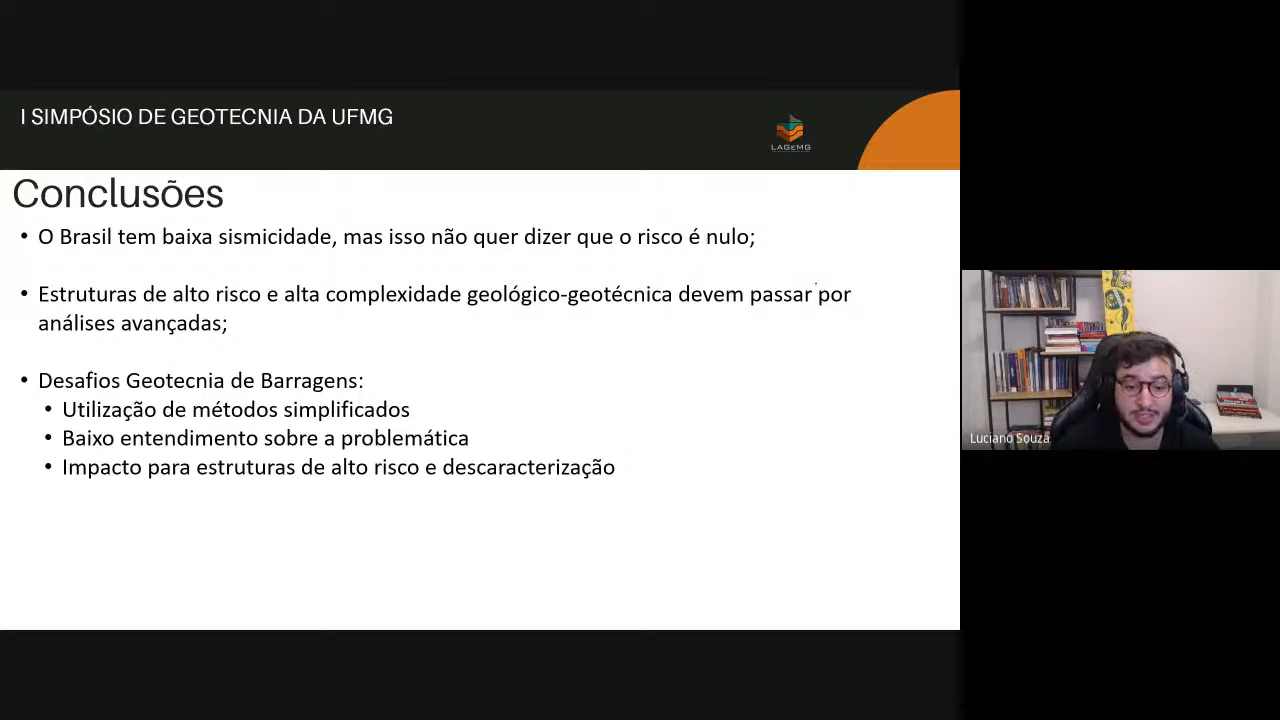 I SIMPÓSIO DE GEOTECNIA DA UFMG
LAGEMG
Conclusões
• O Brasil tem baixa sismicidade, mas isso não quer dizer que o risco é nulo;
• Estruturas de alto risco e alta complexidade geológico-geotécnica devem passar por
análises avançadas;
• Desafios Geotecnia de Barragens:
• Utilização de métodos simplificados
• Baixo entendimento sobre a problemática
• Impacto para estruturas de alto risco e descaracterização
Luciano Souza